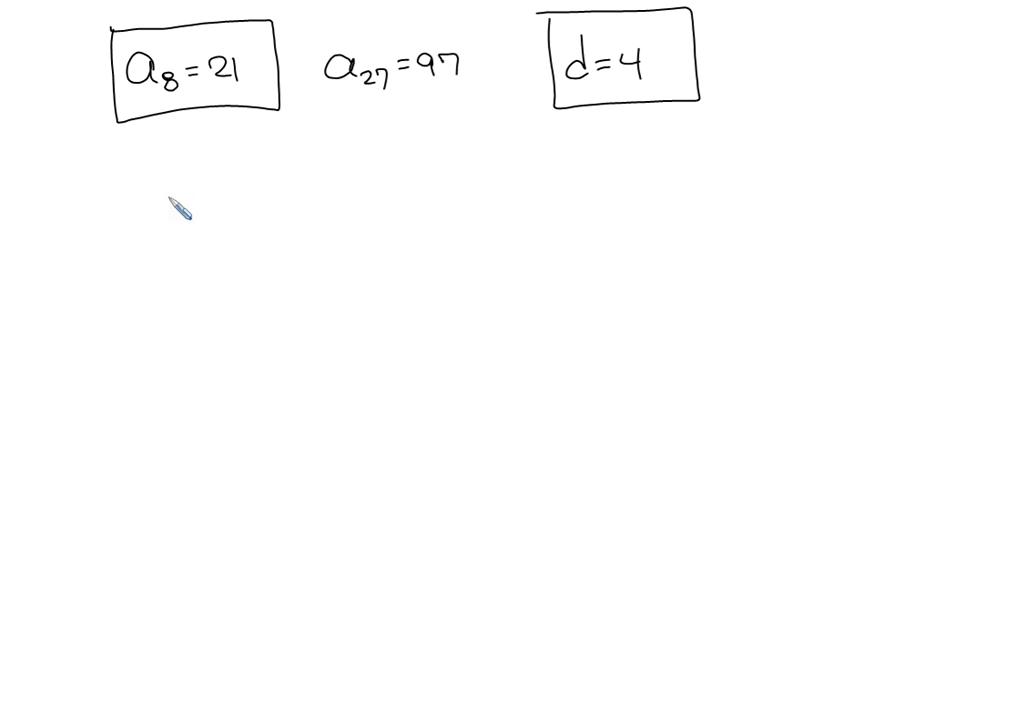 a₈ = 21 a₂₇ = 97 d = 4